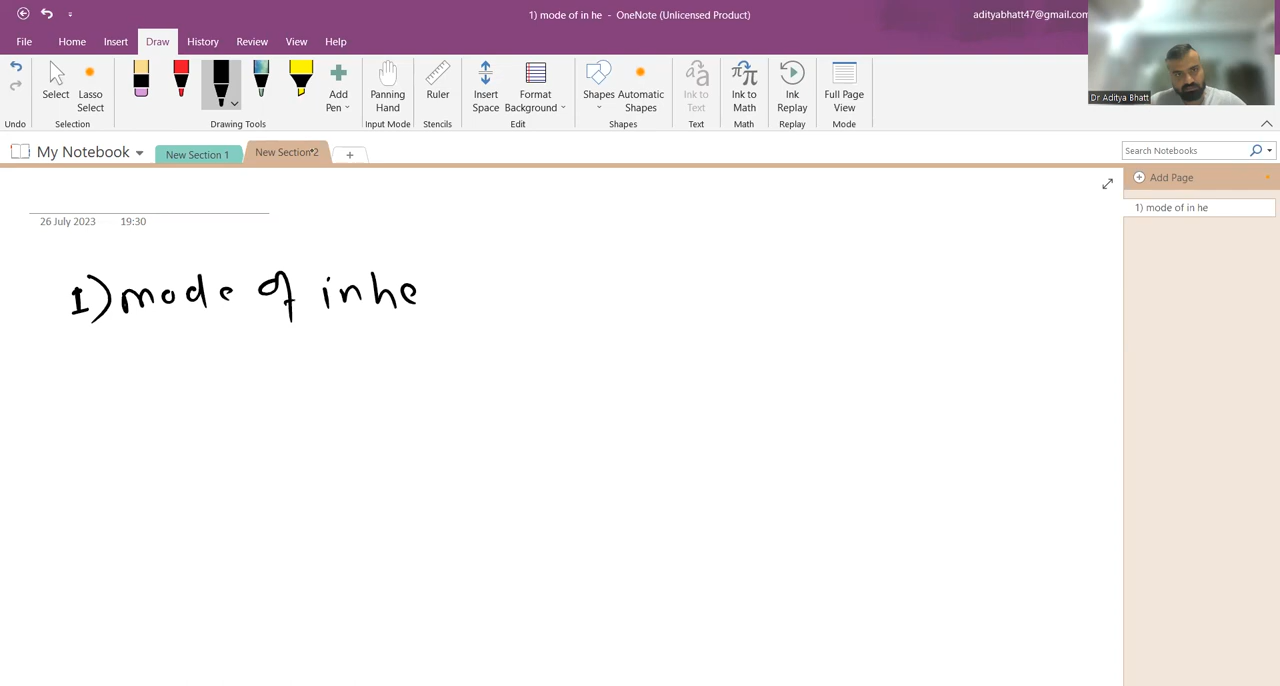 1) mode of in he - OneNote (Unlicensed Product)
adityabhatt47@gmail.com
File Home Insert Draw History Review View Help
Dr Aditya Bhatt
Select
Lasso Select
Add Pen
Panning Hand
Ruler
Insert Space
Format Background
Shapes
Automatic Shapes
Ink to Text
Ink to Math
Ink Replay
Full Page View
Undo Selection Drawing Tools Input Mode Stencils Edit Shapes Text Math Replay Mode
My Notebook New Section 1 New Section 2
Search Notebooks
Add Page
1) mode of in he
26 July 2023 19:30
1) mode of inhe